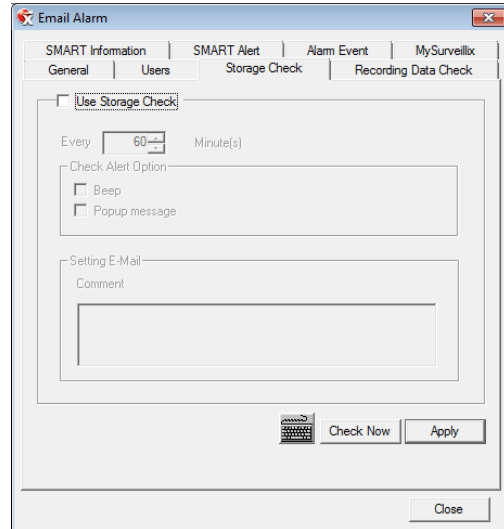 Email Alarm
SMART Information SMART Alert Alarm Event MySurveillix
General Users Storage Check Recording Data Check
Use Storage Check
Every 60 Minute(s)
Check Alert Option
Beep
Popup message
Setting E-Mail
Comment
Check Now Apply
Close